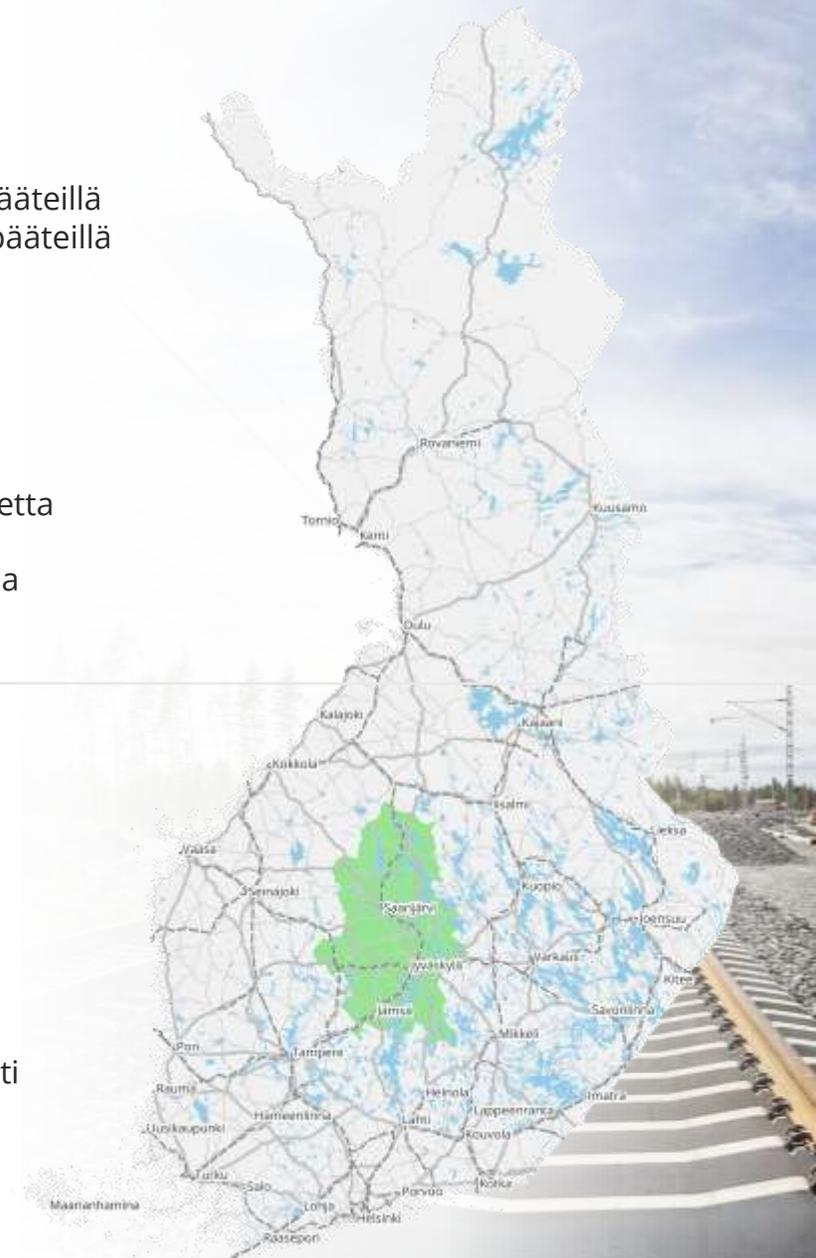 ääteillä
pääteillä
Rovaniemi
etta
Kuusamo
Tornio
Kemi
a
Oulu
Kalajoki
Kajaani
Kokkola
Iisalmi
Lieksa
Vaasa
Kuopio
Seinäjoki
Saarijärvi
Joensuu
Varkaus
Jyväskylä
Kitee
Jämsä
Savonlinna
Mikkeli
Pori
Tampere
ti
Rauma
Heinola
Imatra
Lappeenranta
Hämeenlinna
Lahti
Uusikaupunki
Kouvola
Turku
Kotka
Salo
Porvoo
Maarianhamina
Lohja
Helsinki
Raasepori